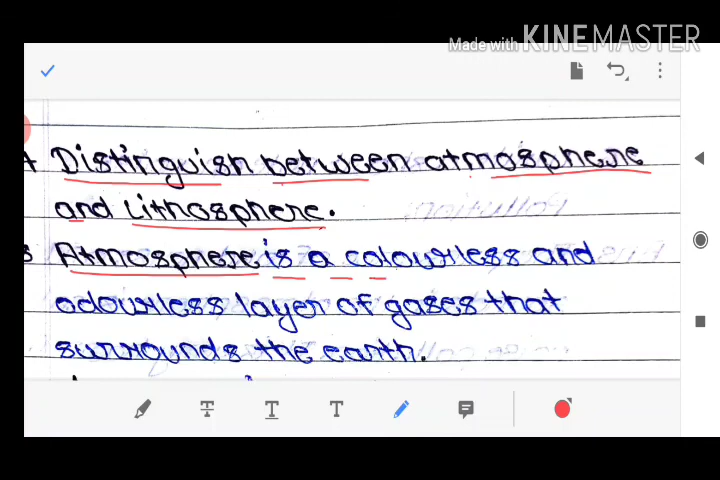 Made with KINEMASTER
Distinguish between atmosphere
and Lithosphere.
Atmosphere is a colourless and
odourless layer of gases that
surrounds the earth.